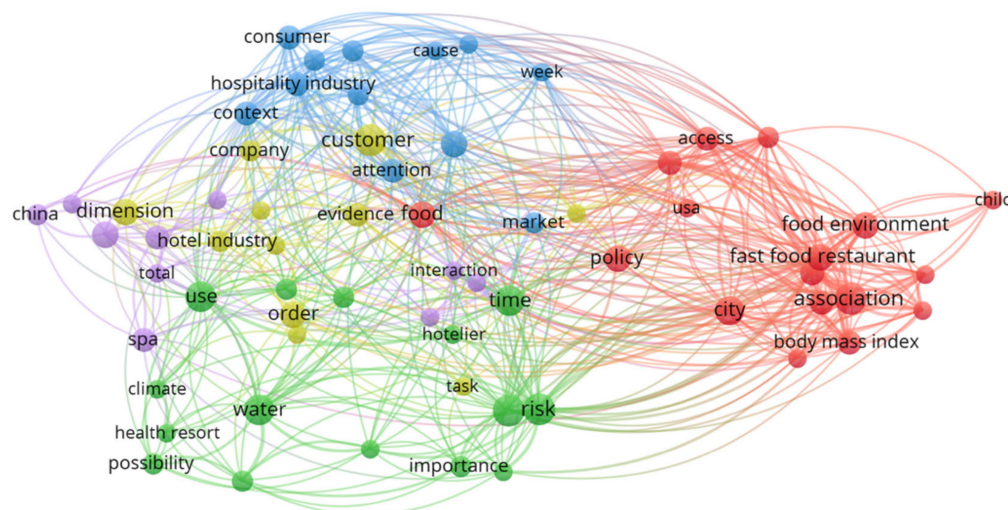 consumer
cause
week
hospitality industry
context
customer
company
access
attention
china
dimension
evidence
food
market
usa
child
food environment
hotel industry
total
interaction
policy
fast food restaurant
use
order
time
city
association
spa
hotelier
body mass index
climate
task
water
risk
health resort
possibility
importance